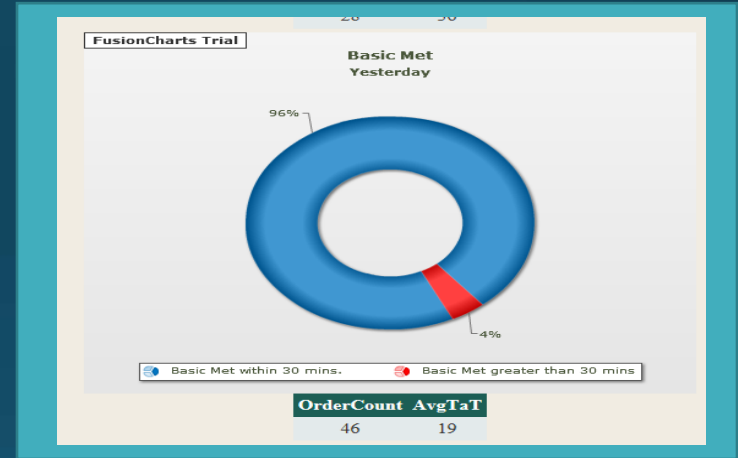 FusionCharts Trial
Basic Met
Yesterday
96%
4%
Basic Met within 30 mins. Basic Met greater than 30 mins
OrderCount AvgTaT
46 19